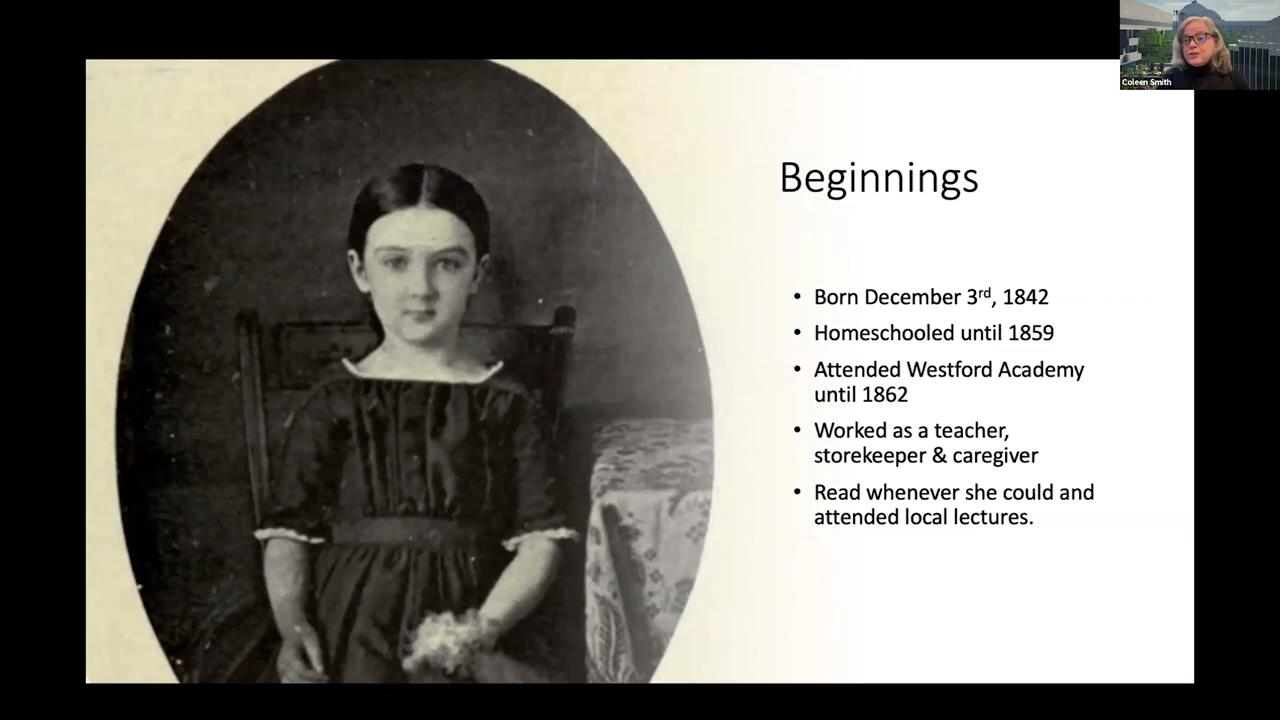 Coleen Smith
Beginnings
• Born December 3rd, 1842
• Homeschooled until 1859
• Attended Westford Academy
until 1862
• Worked as a teacher,
storekeeper & caregiver
• Read whenever she could and
attended local lectures.